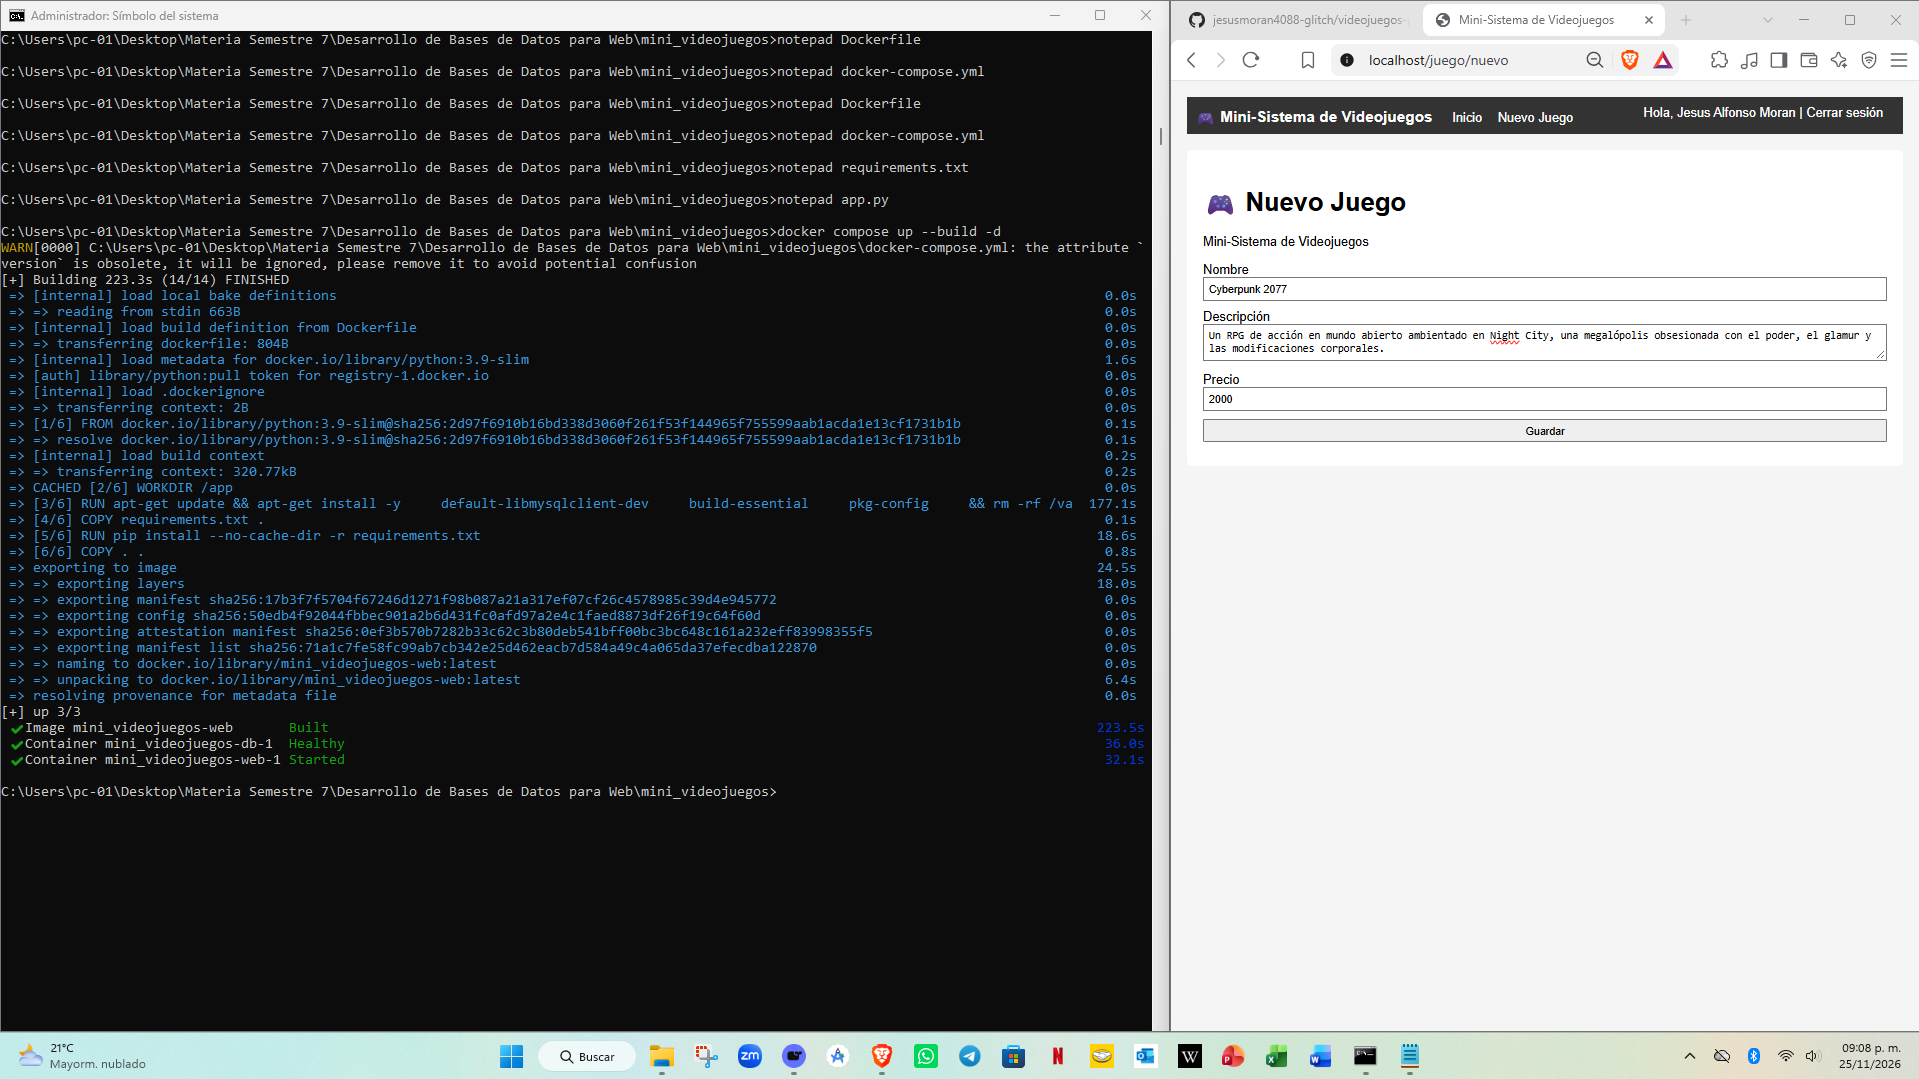 Administrador: Símbolo del sistema
C:\Users\pc-01\Desktop\Materia Semestre 7\Desarrollo de Bases de Datos para Web\mini_videojuegos>notepad Dockerfile
C:\Users\pc-01\Desktop\Materia Semestre 7\Desarrollo de Bases de Datos para Web\mini_videojuegos>notepad docker-compose.yml
C:\Users\pc-01\Desktop\Materia Semestre 7\Desarrollo de Bases de Datos para Web\mini_videojuegos>notepad Dockerfile
C:\Users\pc-01\Desktop\Materia Semestre 7\Desarrollo de Bases de Datos para Web\mini_videojuegos>notepad docker-compose.yml
C:\Users\pc-01\Desktop\Materia Semestre 7\Desarrollo de Bases de Datos para Web\mini_videojuegos>notepad requirements.txt
C:\Users\pc-01\Desktop\Materia Semestre 7\Desarrollo de Bases de Datos para Web\mini_videojuegos>notepad app.py
C:\Users\pc-01\Desktop\Materia Semestre 7\Desarrollo de Bases de Datos para Web\mini_videojuegos>docker compose up --build -d
WARN[0000] C:\Users\pc-01\Desktop\Materia Semestre 7\Desarrollo de Bases de Datos para Web\mini_videojuegos\docker-compose.yml: the attribute `
version` is obsolete, it will be ignored, please remove it to avoid potential confusion
[+] Building 223.3s (14/14) FINISHED
=> [internal] load local bake definitions 0.0s
=> => reading from stdin 663B 0.0s
=> [internal] load build definition from Dockerfile 0.0s
=> => transferring dockerfile: 804B 0.0s
=> [internal] load metadata for docker.io/library/python:3.9-slim 1.6s
=> [auth] library/python:pull token for registry-1.docker.io 0.0s
=> [internal] load .dockerignore 0.0s
=> => transferring context: 2B 0.0s
=> [1/6] FROM docker.io/library/python:3.9-slim@sha256:2d97f6910b16bd338d3060f261f53f144965f755599aab1acda1e13cf1731b1b 0.1s
=> => resolve docker.io/library/python:3.9-slim@sha256:2d97f6910b16bd338d3060f261f53f144965f755599aab1acda1e13cf1731b1b 0.1s
=> [internal] load build context 0.2s
=> => transferring context: 320.77kB 0.2s
=> CACHED [2/6] WORKDIR /app 0.0s
=> [3/6] RUN apt-get update && apt-get install -y     default-libmysqlclient-dev     build-essential     pkg-config     && rm -rf /va 177.1s
=> [4/6] COPY requirements.txt . 0.1s
=> [5/6] RUN pip install --no-cache-dir -r requirements.txt 18.6s
=> [6/6] COPY . . 0.8s
=> exporting to image 24.5s
=> => exporting layers 18.0s
=> => exporting manifest sha256:17b3f7f5704f67246d1271f98b087a21a317ef07cf26c4578985c39d4e945772 0.0s
=> => exporting config sha256:50edb4f92044fbbec901a2b6d431fc0afd97a2e4c1faed8873df26f19c64f60d 0.0s
=> => exporting attestation manifest sha256:0ef3b570b7282b33c62c3b80deb541bff00bc3bc648c161a232eff83998355f5 0.0s
=> => exporting manifest list sha256:71a1c7fe58fc99ab7cb342e25d462eacb7d584a49c4a065da37efecdba122870 0.0s
=> => naming to docker.io/library/mini_videojuegos-web:latest 0.0s
=> => unpacking to docker.io/library/mini_videojuegos-web:latest 6.4s
=> resolving provenance for metadata file 0.0s
[+] up 3/3
Image mini_videojuegos-web Built 223.5s
Container mini_videojuegos-db-1 Healthy 36.0s
Container mini_videojuegos-web-1 Started 32.1s
C:\Users\pc-01\Desktop\Materia Semestre 7\Desarrollo de Bases de Datos para Web\mini_videojuegos>
jesusmoran4088-glitch/videojuegos-
Mini-Sistema de Videojuegos
localhost/juego/nuevo
Mini-Sistema de Videojuegos Inicio Nuevo Juego Hola, Jesus Alfonso Moran | Cerrar sesión
Nuevo Juego
Mini-Sistema de Videojuegos
Nombre
Cyberpunk 2077
Descripción
Un RPG de acción en mundo abierto ambientado en Night City, una megalópolis obsesionada con el poder, el glamur y
las modificaciones corporales.
Precio
2000
Guardar
21°C
Mayorm. nublado
Buscar
zm
N
W
09:08 p. m.
25/11/2026